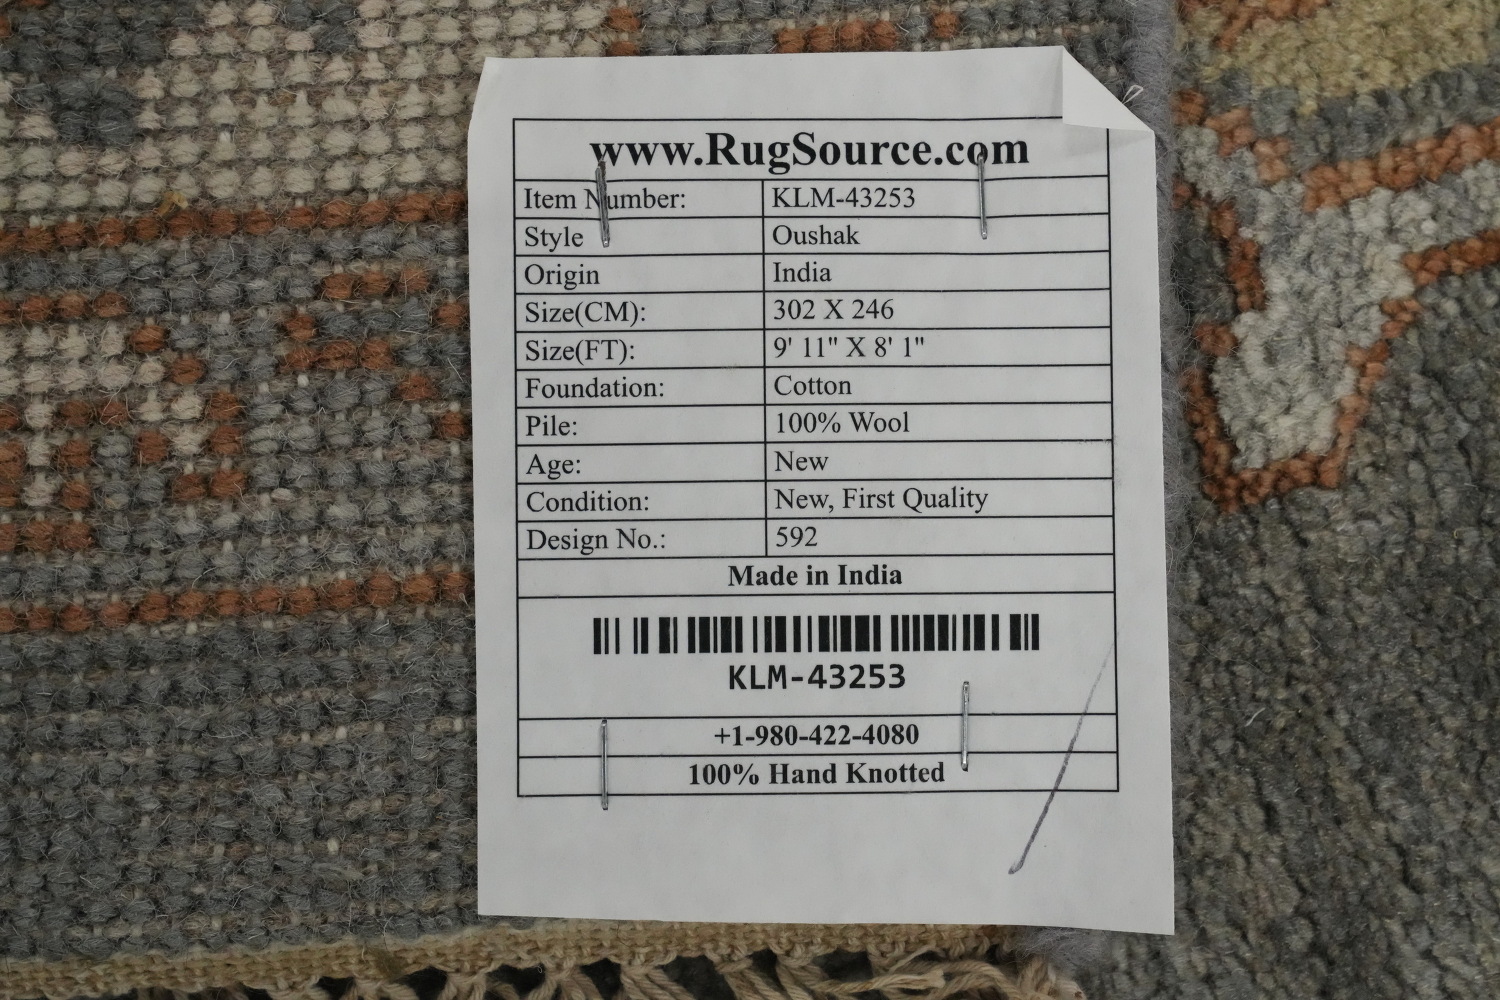 www.RugSource.com
Item Number: KLM-43253
Style Oushak
Origin India
Size(CM): 302 X 246
Size(FT): 9' 11" X 8' 1"
Foundation: Cotton
Pile: 100% Wool
Age: New
Condition: New, First Quality
Design No.: 592
Made in India
KLM-43253
+1-980-422-4080
100% Hand Knotted